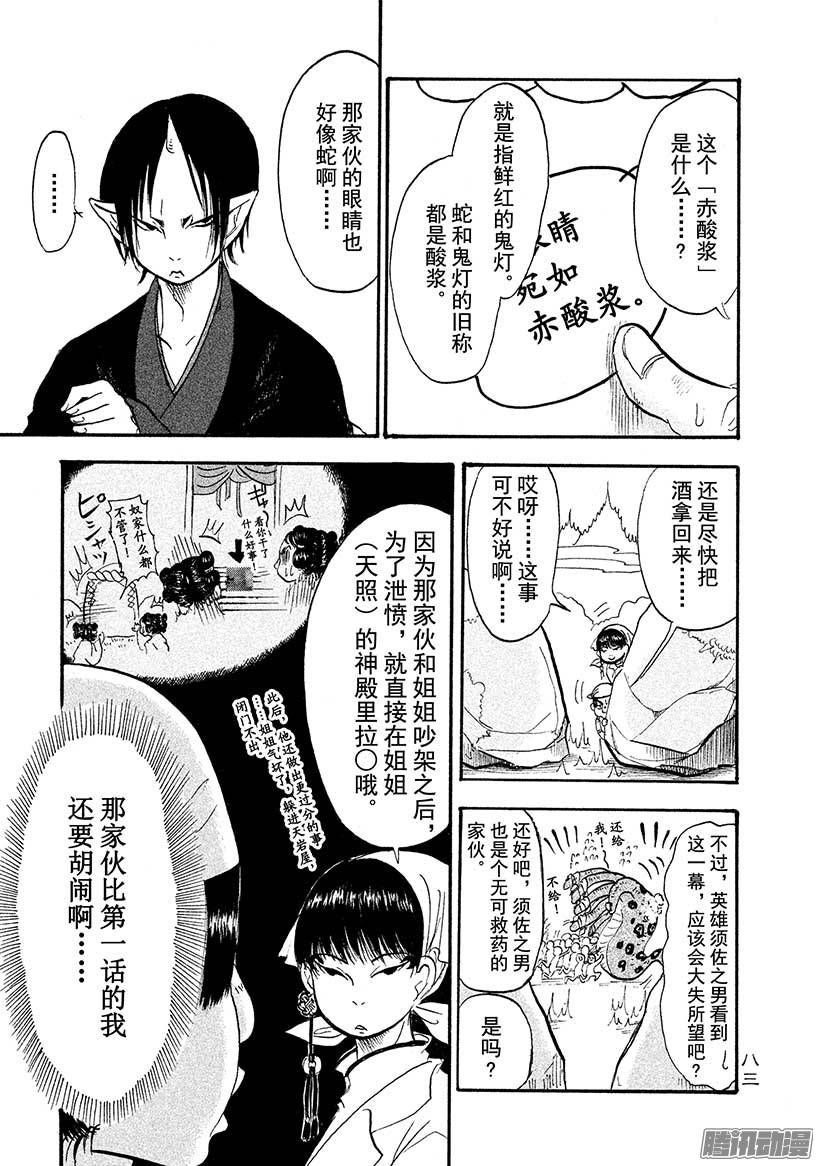 这个「赤酸浆」
是什么……?
就是指鲜红的鬼灯。
蛇和鬼灯的旧称
都是酸浆。
眼睛
宛如
赤酸浆。
那家伙的眼睛也
好像蛇啊……
……
还是尽快把
酒拿回来……
哎呀……这事
可不好说啊……
不过,英雄须佐之男看到
这一幕,应该会大失所望吧?
还给
我!
不给!
还好吧,须佐之男
也是个无可救药的
家伙。
是吗?
因为那家伙和姐姐吵架之后,
为了泄愤,就直接在姐姐
(天照)的神殿里拉〇哦。
看你干了
什么好事!
奴家什么都
不管了!
ピシャッ
此后,他还做出更过分的事
……姐姐气坏了,躲进天岩屋,
闭门不出。
那家伙比第一话的我
还要胡闹啊……
八三
腾讯动漫